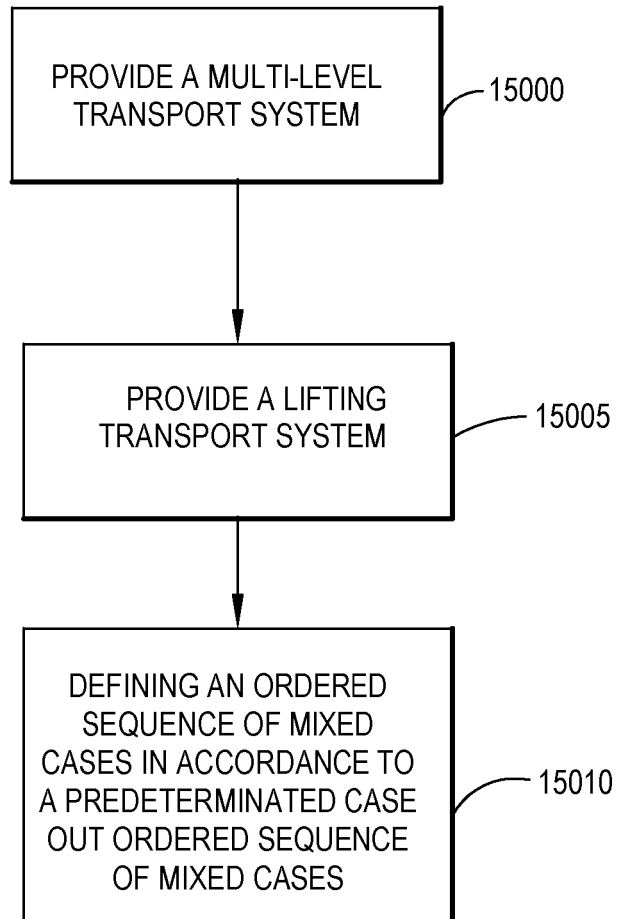 PROVIDE A MULTI-LEVEL
TRANSPORT SYSTEM
15000
PROVIDE A LIFTING
TRANSPORT SYSTEM
15005
DEFINING AN ORDERED
SEQUENCE OF MIXED
CASES IN ACCORDANCE TO
A PREDETERMINATED CASE
OUT ORDERED SEQUENCE
OF MIXED CASES
15010